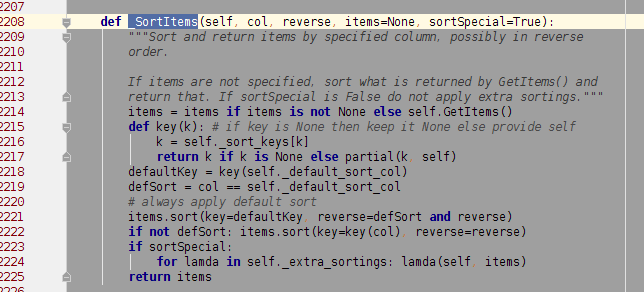 2207
2208 def _SortItems(self, col, reverse, items=None, sortSpecial=True):
2209 """Sort and return items by specified column, possibly in reverse
2210 order.
2211
2212 If items are not specified, sort what is returned by GetItems() and
2213 return that. If sortSpecial is False do not apply extra sortings."""
2214 items = items if items is not None else self.GetItems()
2215 def key(k): # if key is None then keep it None else provide self
2216 k = self._sort_keys[k]
2217 return k if k is None else partial(k, self)
2218 defaultKey = key(self._default_sort_col)
2219 defSort = col == self._default_sort_col
2220 # always apply default sort
2221 items.sort(key=defaultKey, reverse=defSort and reverse)
2222 if not defSort: items.sort(key=key(col), reverse=reverse)
2223 if sortSpecial:
2224 for lamda in self._extra_sortings: lamda(self, items)
2225 return items
2226